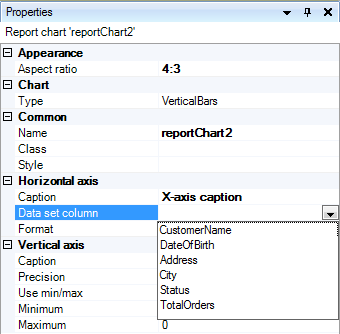 Properties
Report chart 'reportChart2'
Appearance
Aspect ratio 4:3
Chart
Type VerticalBars
Common
Name reportChart2
Class
Style
Horizontal axis
Caption X-axis caption
Data set column
Format CustomerName
Vertical axis DateOfBirth
Caption Address
Precision City
Use min/max Status
Minimum TotalOrders
Maximum 0